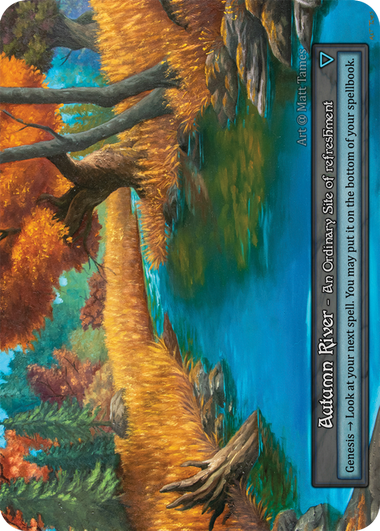 Art @ Matt Tames
Autumn River – An Ordinary Site of refreshment
Genesis → Look at your next spell. You may put it on the bottom of your spellbook.